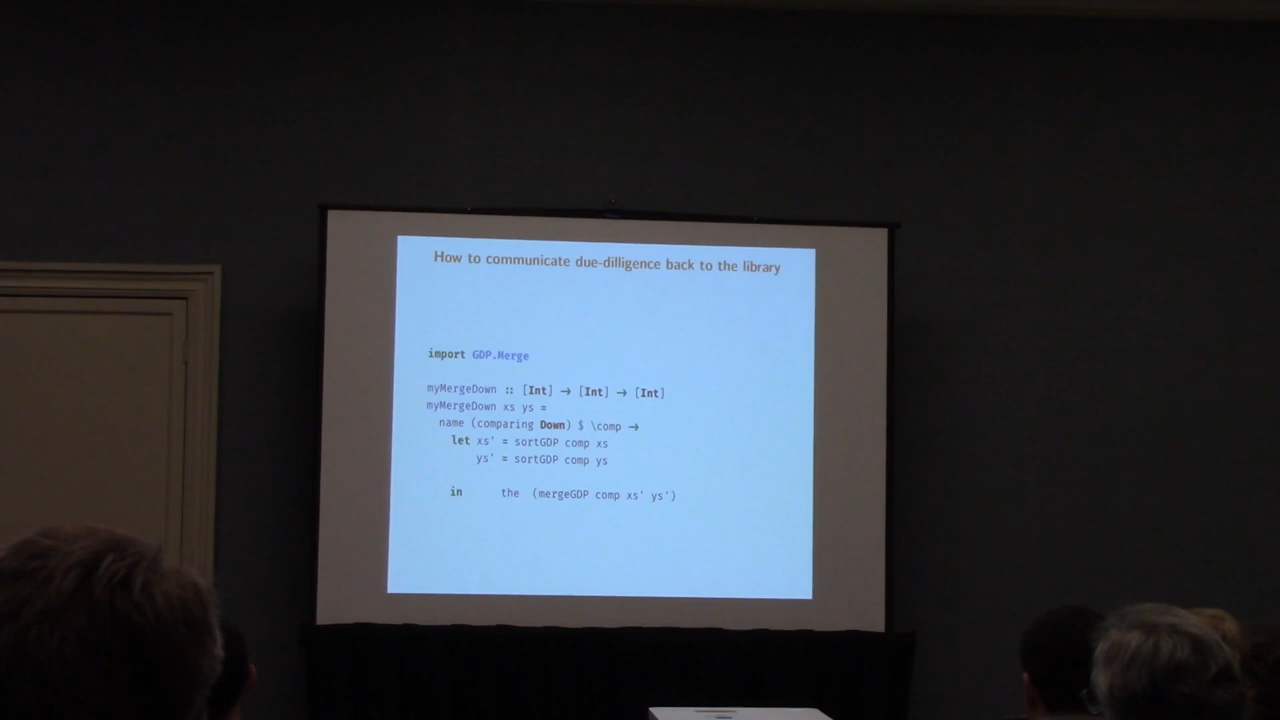 How to communicate due-dilligence back to the library
import GDP.Merge
myMergeDown :: [Int] → [Int] → [Int]
myMergeDown xs ys =
name (comparing Down) $ \comp →
let xs' = sortGDP comp xs
ys' = sortGDP comp ys
in the (mergeGDP comp xs' ys')